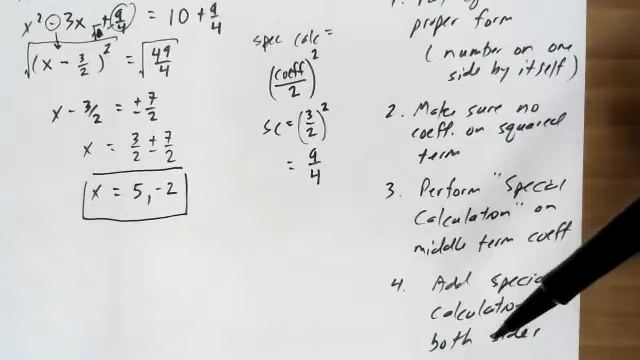 x² - 3x + 9/4 = 10 + 9/4
√(x - 3/2)² = √49/4
x - 3/2 = ± 7/2
x = 3/2 ± 7/2
x = 5, -2
spec calc =
(coeff/2)²
sc = (3/2)²
= 9/4
proper form
(number on one
side by itself)
2. Make sure no
coeff. on squared
term
3. Perform "Special
Calculation" on
middle term coeff
4. Add
both sides